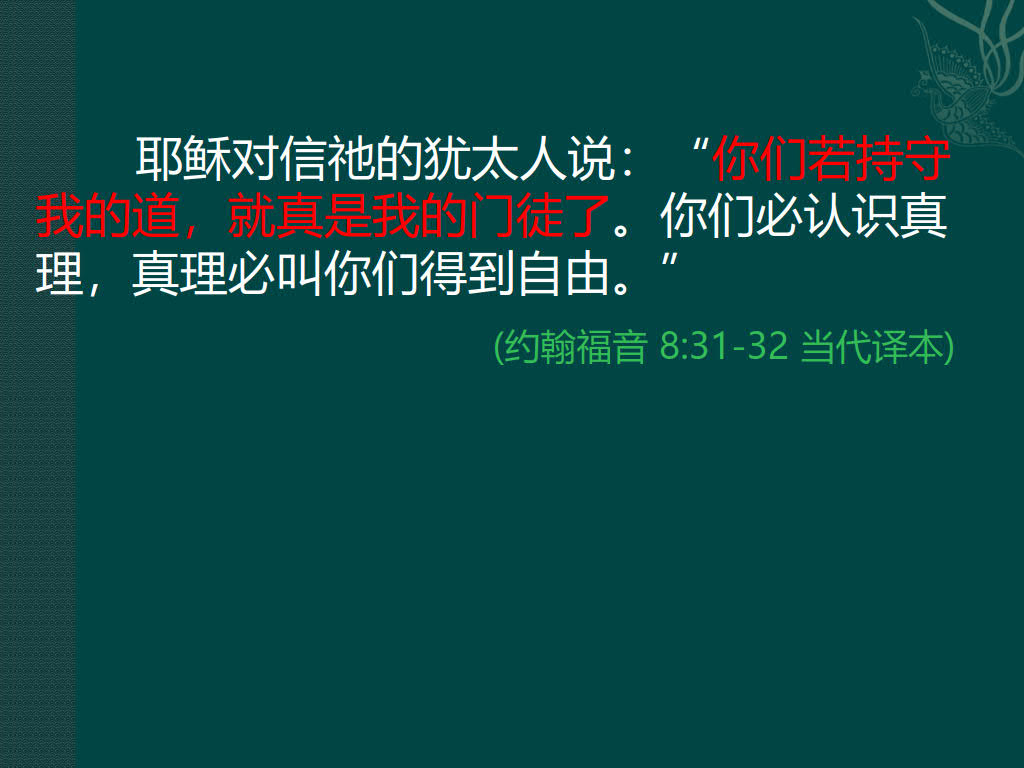 耶稣对信祂的犹太人说：“你们若持守
我的道，就真是我的门徒了。你们必认识真
理，真理必叫你们得到自由。”
(约翰福音 8:31-32 当代译本)